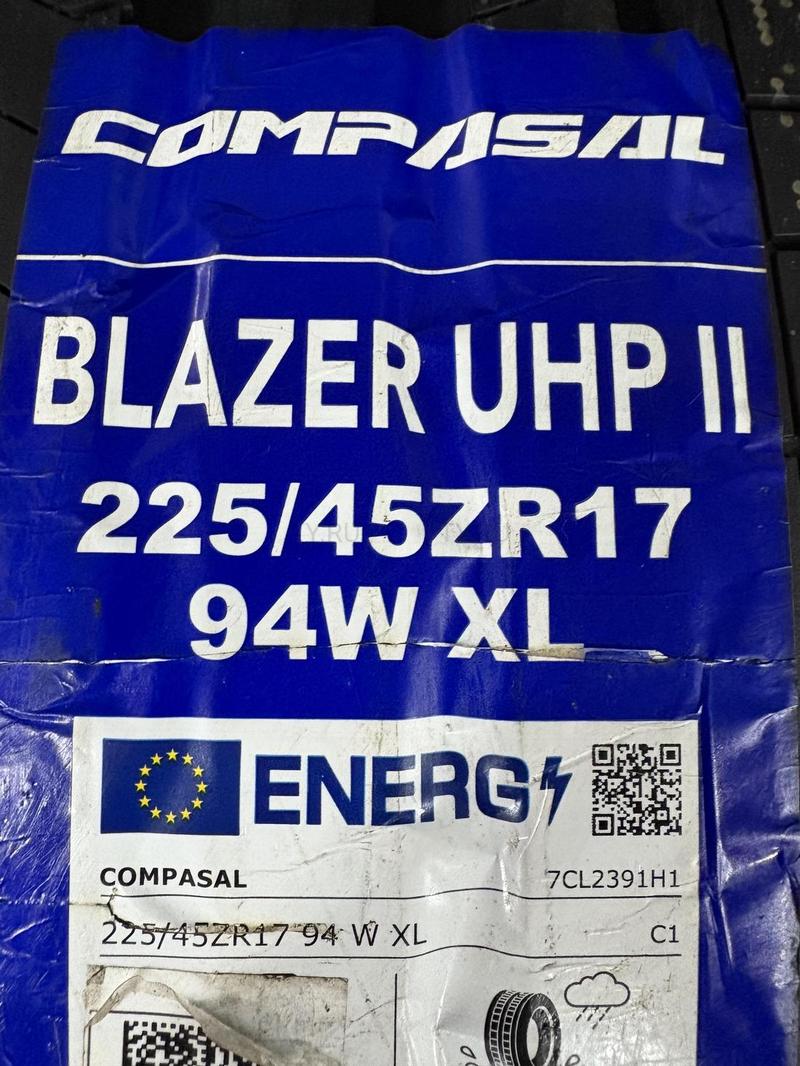 COMPASAL
BLAZER UHP II
225/45ZR17
94W XL
ENERG
COMPASAL 7CL2391H1
225/45ZR17 94 W XL C1